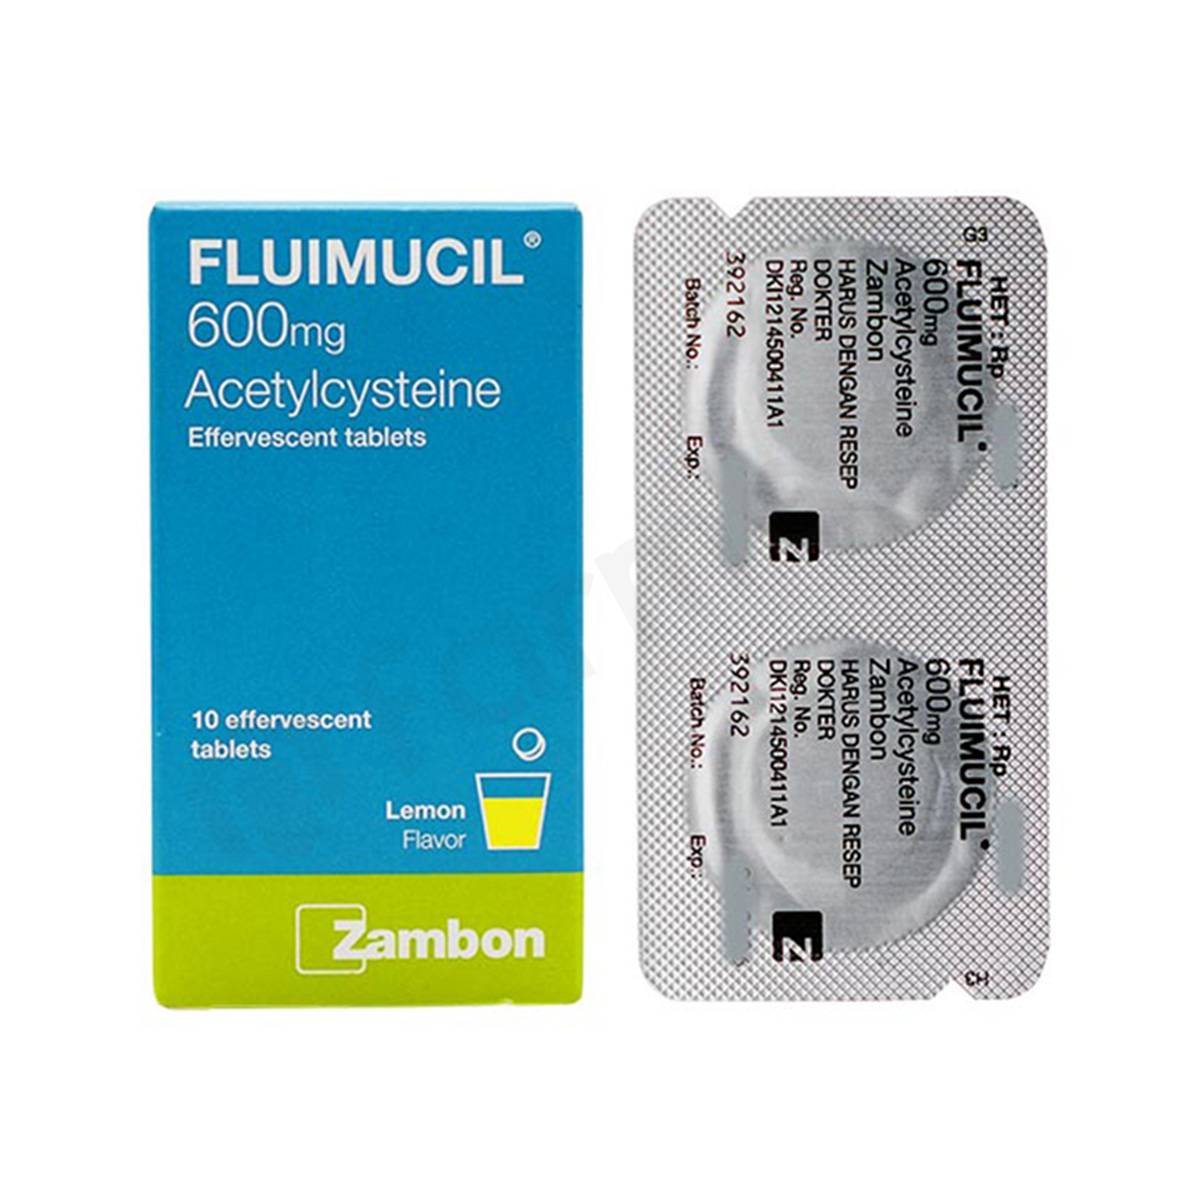 FLUIMUCIL®
600mg
Acetylcysteine
Effervescent tablets
10 effervescent
tablets
Lemon
Flavor
Zambon
HET : Rp
FLUIMUCIL®
600mg
Acetylcysteine
Zambon
HARUS DENGAN RESEP
DOKTER
Reg. No.
DKI1214500411A1
392162
Batch No.: Exp.:
Z
HET : Rp
FLUIMUCIL®
600mg
Acetylcysteine
Zambon
HARUS DENGAN RESEP
DOKTER
Reg. No.
DKI1214500411A1
392162
Batch No.: Exp.:
Z